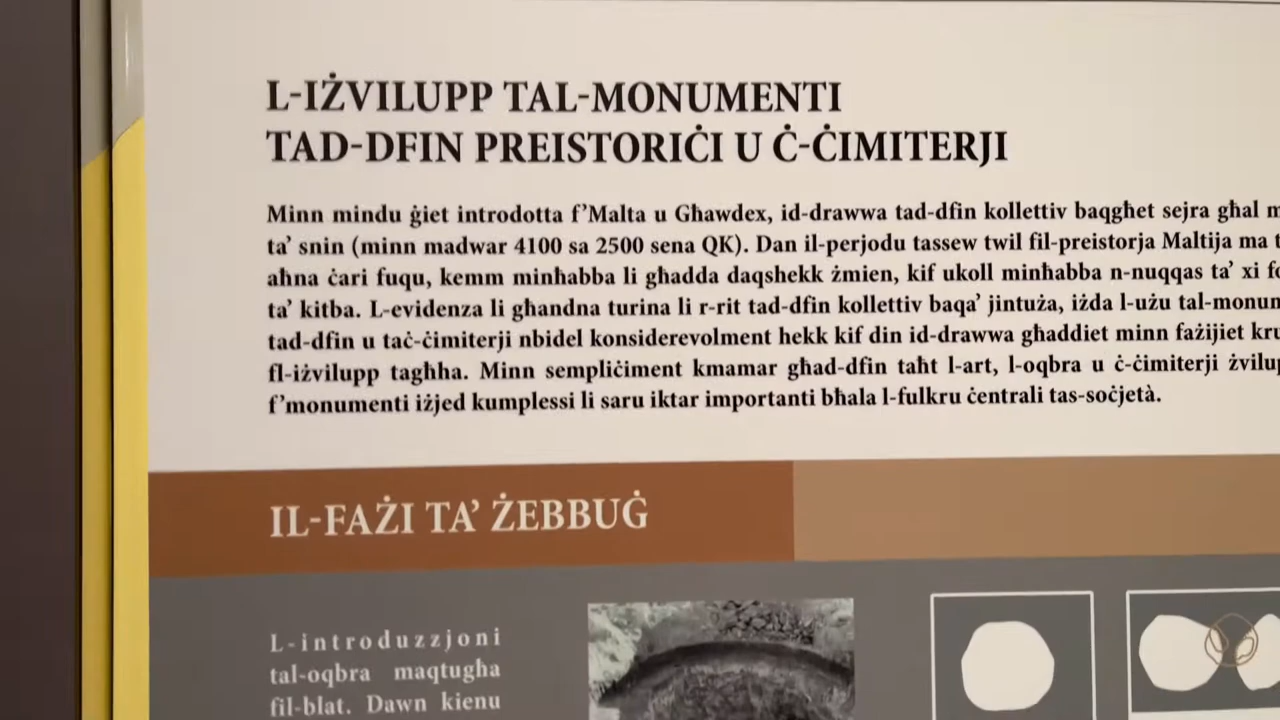 L-IŻVILUPP TAL-MONUMENTI
TAD-DFIN PREISTORIĊI U Ċ-ĊIMITERJI
Minn mindu ġiet introdotta f’Malta u Għawdex, id-drawwa tad-dfin kollettiv baqgħet sejra għal
ta’ snin (minn madwar 4100 sa 2500 sena QK). Dan il-perjodu tassew twil fil-preistorja Maltija ma
aħna ċari fuqu, kemm minħabba li għadda daqshekk żmien, kif ukoll minħabba n-nuqqas ta’ xi
ta’ kitba. L-evidenza li għandna turina li r-rit tad-dfin kollettiv baqa’ jintuża, iżda l-użu
tad-dfin u taċ-ċimiterji nbidel konsiderevolment hekk kif din id-drawwa għaddiet minn fażijiet
fl-iżvilupp tagħha. Minn sempliċiment kmamar għad-dfin taħt l-art, l-oqbra u ċ-ċimiterji
f’monumenti iżjed kumplessi li saru iktar importanti bħala l-fulkru ċentrali tas-soċjetà.
IL-FAŻI TA’ ŻEBBUĠ
L-introduzzjoni
tal-oqbra maqtugħa
fil-blat. Dawn kienu